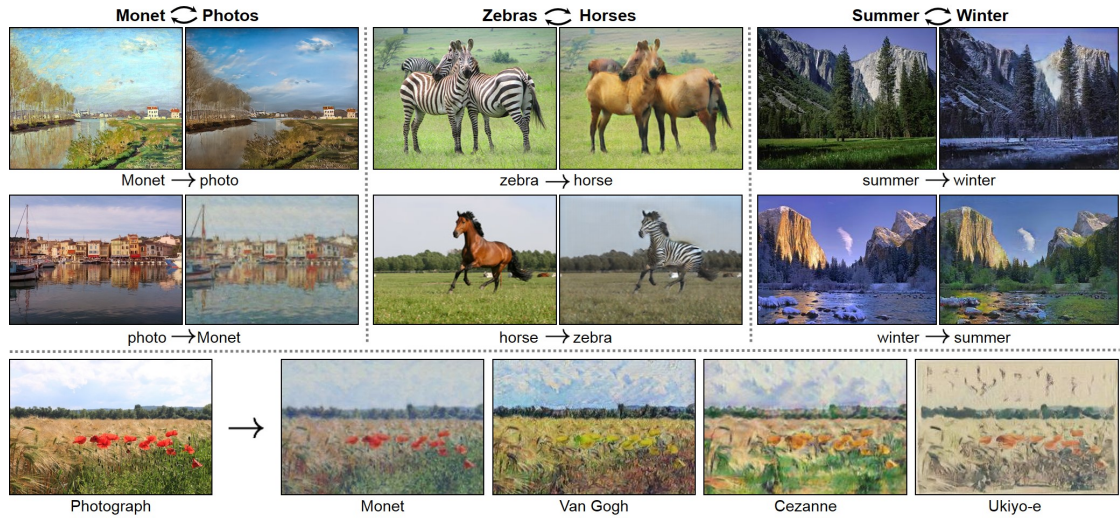 Monet Photos
Zebras Horses
Summer Winter
Monet → photo
zebra → horse
summer → winter
photo → Monet
horse → zebra
winter → summer
Photograph
Monet
Van Gogh
Cezanne
Ukiyo-e